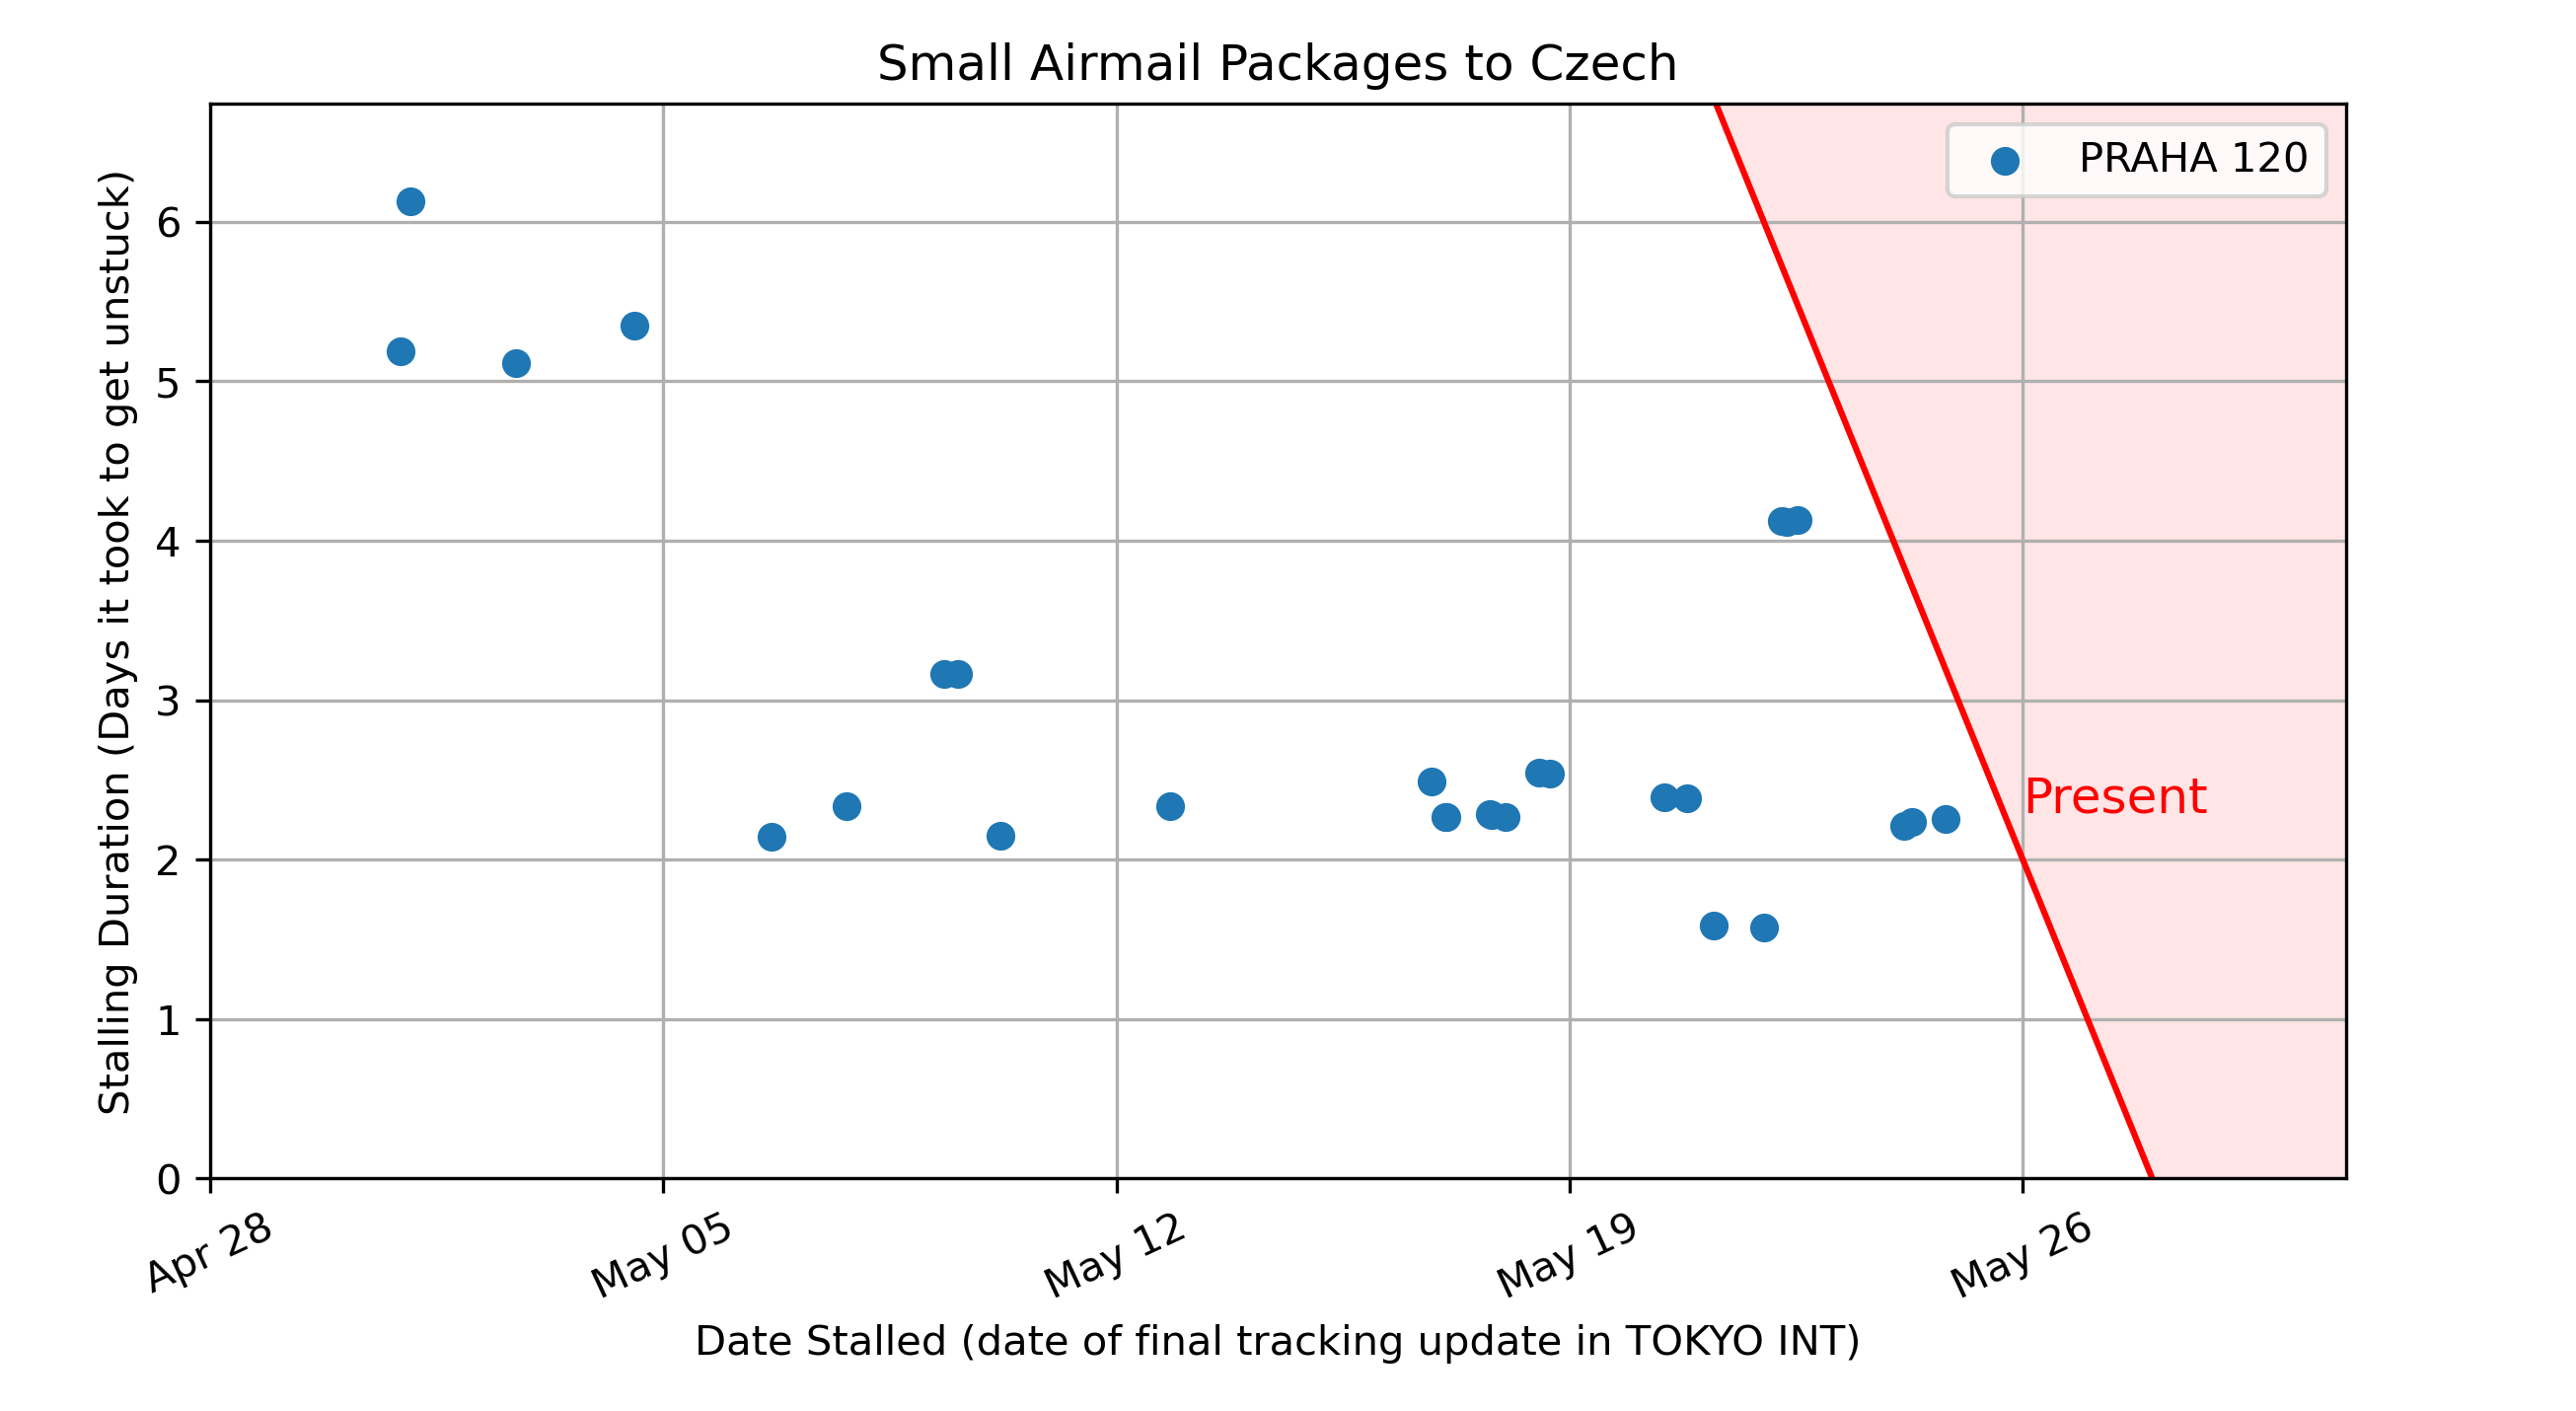 Small Airmail Packages to Czech
PRAHA 120
Stalling Duration (Days it took to get unstuck)
6
5
4
3
2
1
0
Present
Apr 28
May 05
May 12
May 19
May 26
Date Stalled (date of final tracking update in TOKYO INT)